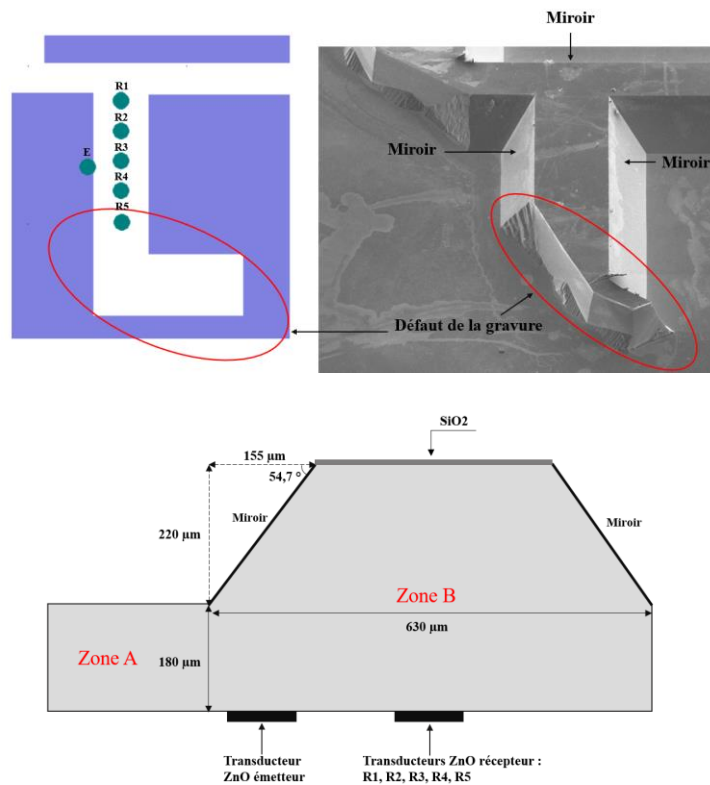 R1
R2
R3
E
R4
R5
Miroir
Miroir
Miroir
Défaut de la gravure
SiO2
155 µm
54,7 °
Miroir
Miroir
220 µm
Zone B
630 µm
Zone A
180 µm
Transducteur
ZnO émetteur
Transducteurs ZnO récepteur :
R1, R2, R3, R4, R5